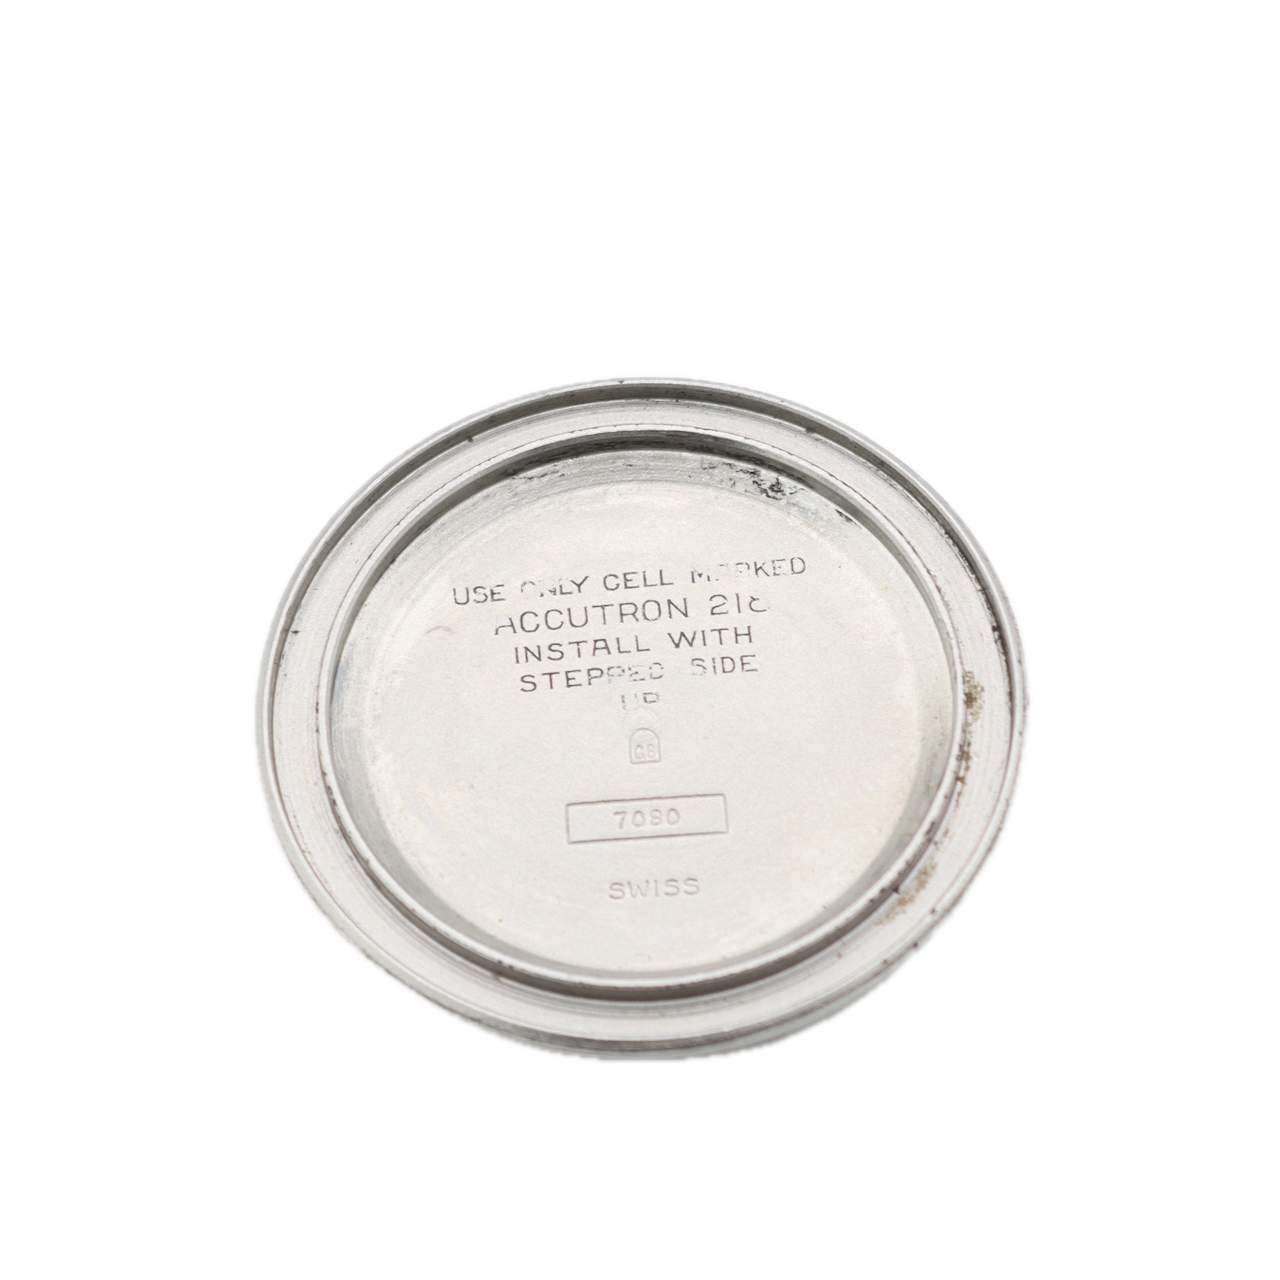 USE ONLY CELL MARKED
ACCUTRON 218
INSTALL WITH
STEPPED SIDE
UP
C.B
7080
SWISS